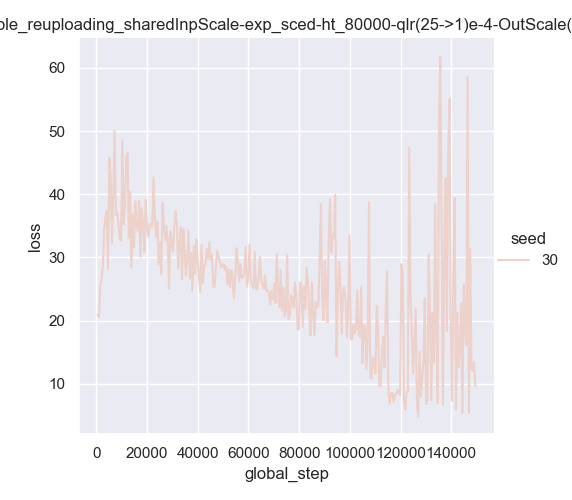 ble_reuploading_sharedInpScale-exp_sced-ht_80000-qlr(25->1)e-4-OutScale(
60
50
40
30
20
10
loss
seed
30
0 20000 40000 60000 80000 100000 120000 140000
global_step